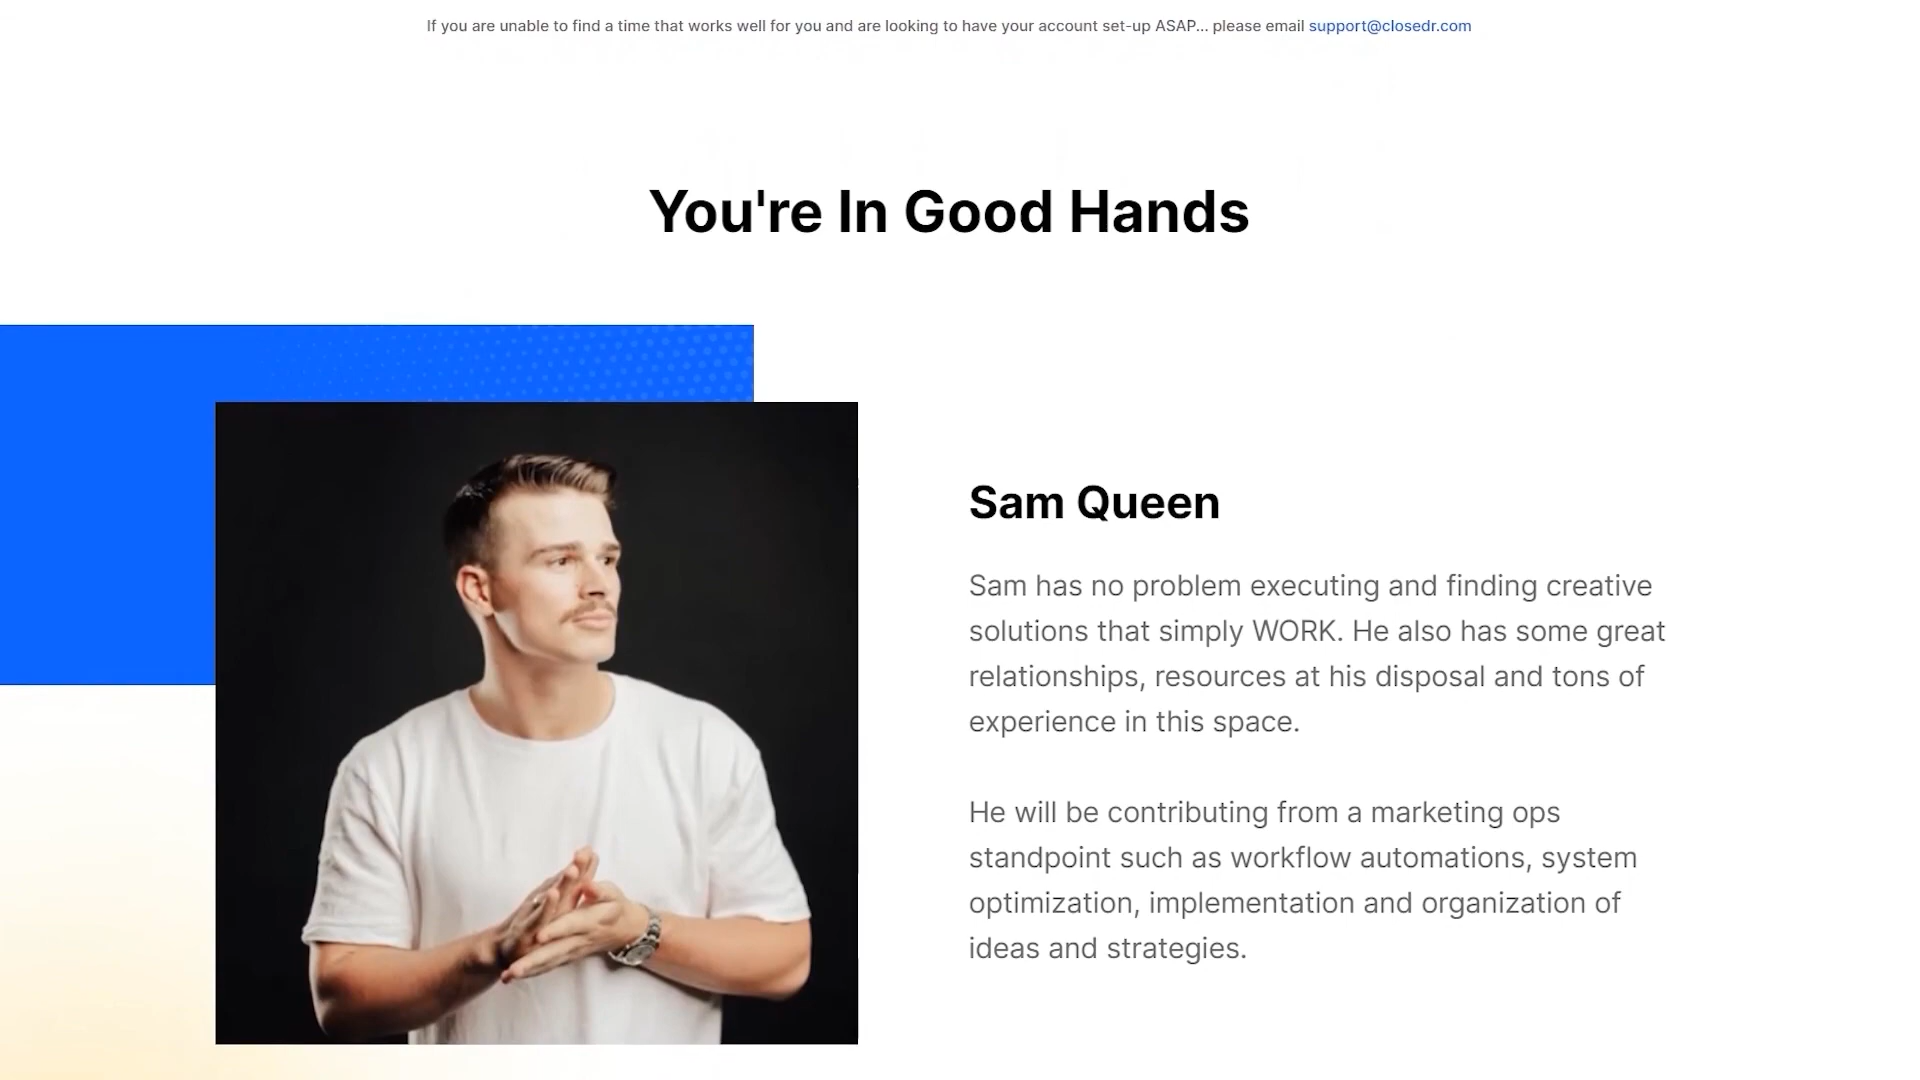 If you are unable to find a time that works well for you and are looking to have your account set-up ASAP... please email support@closedr.com
You're In Good Hands
Sam Queen
Sam has no problem executing and finding creative
solutions that simply WORK. He also has some great
relationships, resources at his disposal and tons of
experience in this space.
He will be contributing from a marketing ops
standpoint such as workflow automations, system
optimization, implementation and organization of
ideas and strategies.